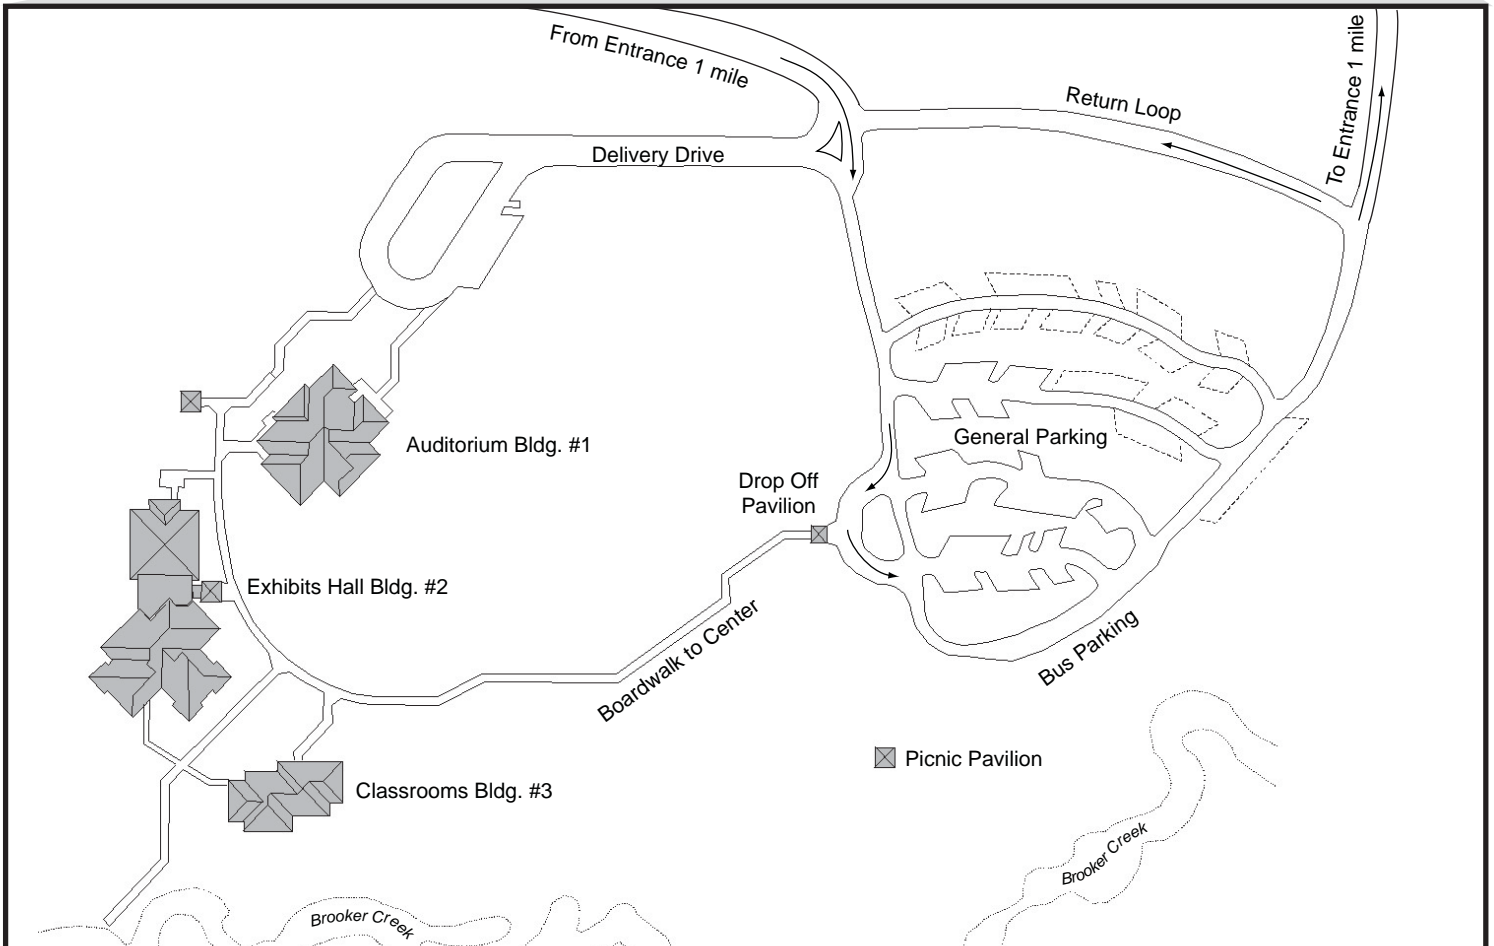 From Entrance 1 mile
To Entrance 1 mile
Return Loop
Delivery Drive
Auditorium Bldg. #1
General Parking
Drop Off
Pavilion
Exhibits Hall Bldg. #2
Boardwalk to Center
Bus Parking
Picnic Pavilion
Classrooms Bldg. #3
Brooker Creek
Brooker Creek